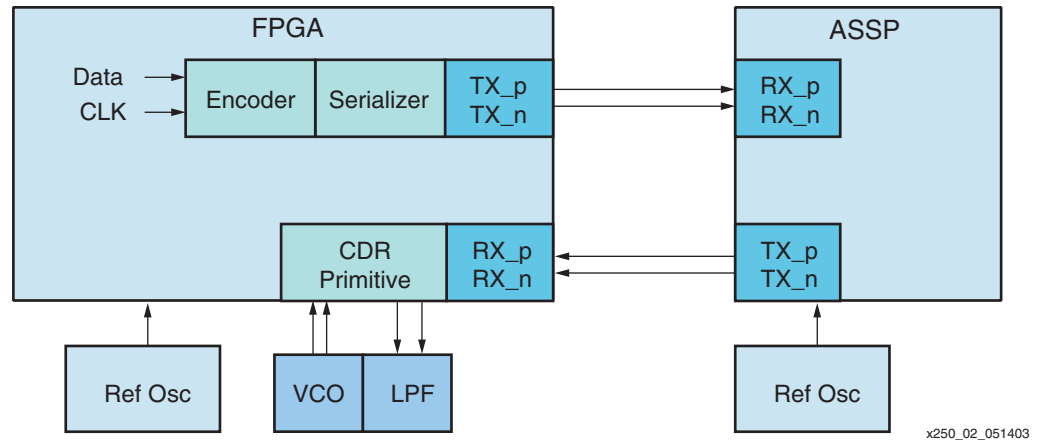 FPGA
ASSP
Data
CLK
Encoder
Serializer
TX_p
TX_n
RX_p
RX_n
CDR
Primitive
RX_p
RX_n
TX_p
TX_n
Ref Osc
VCO
LPF
Ref Osc
x250_02_051403